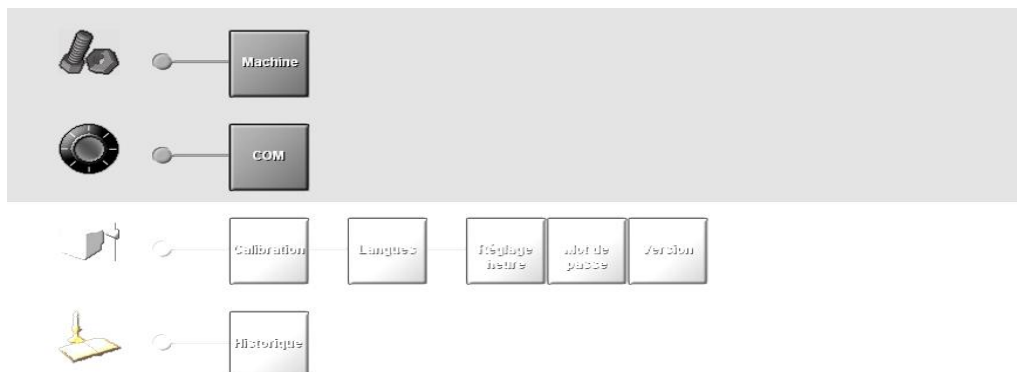 Machine
COM
Calibration
Langues
Réglage
heure
Mot de
passe
Version
Historique